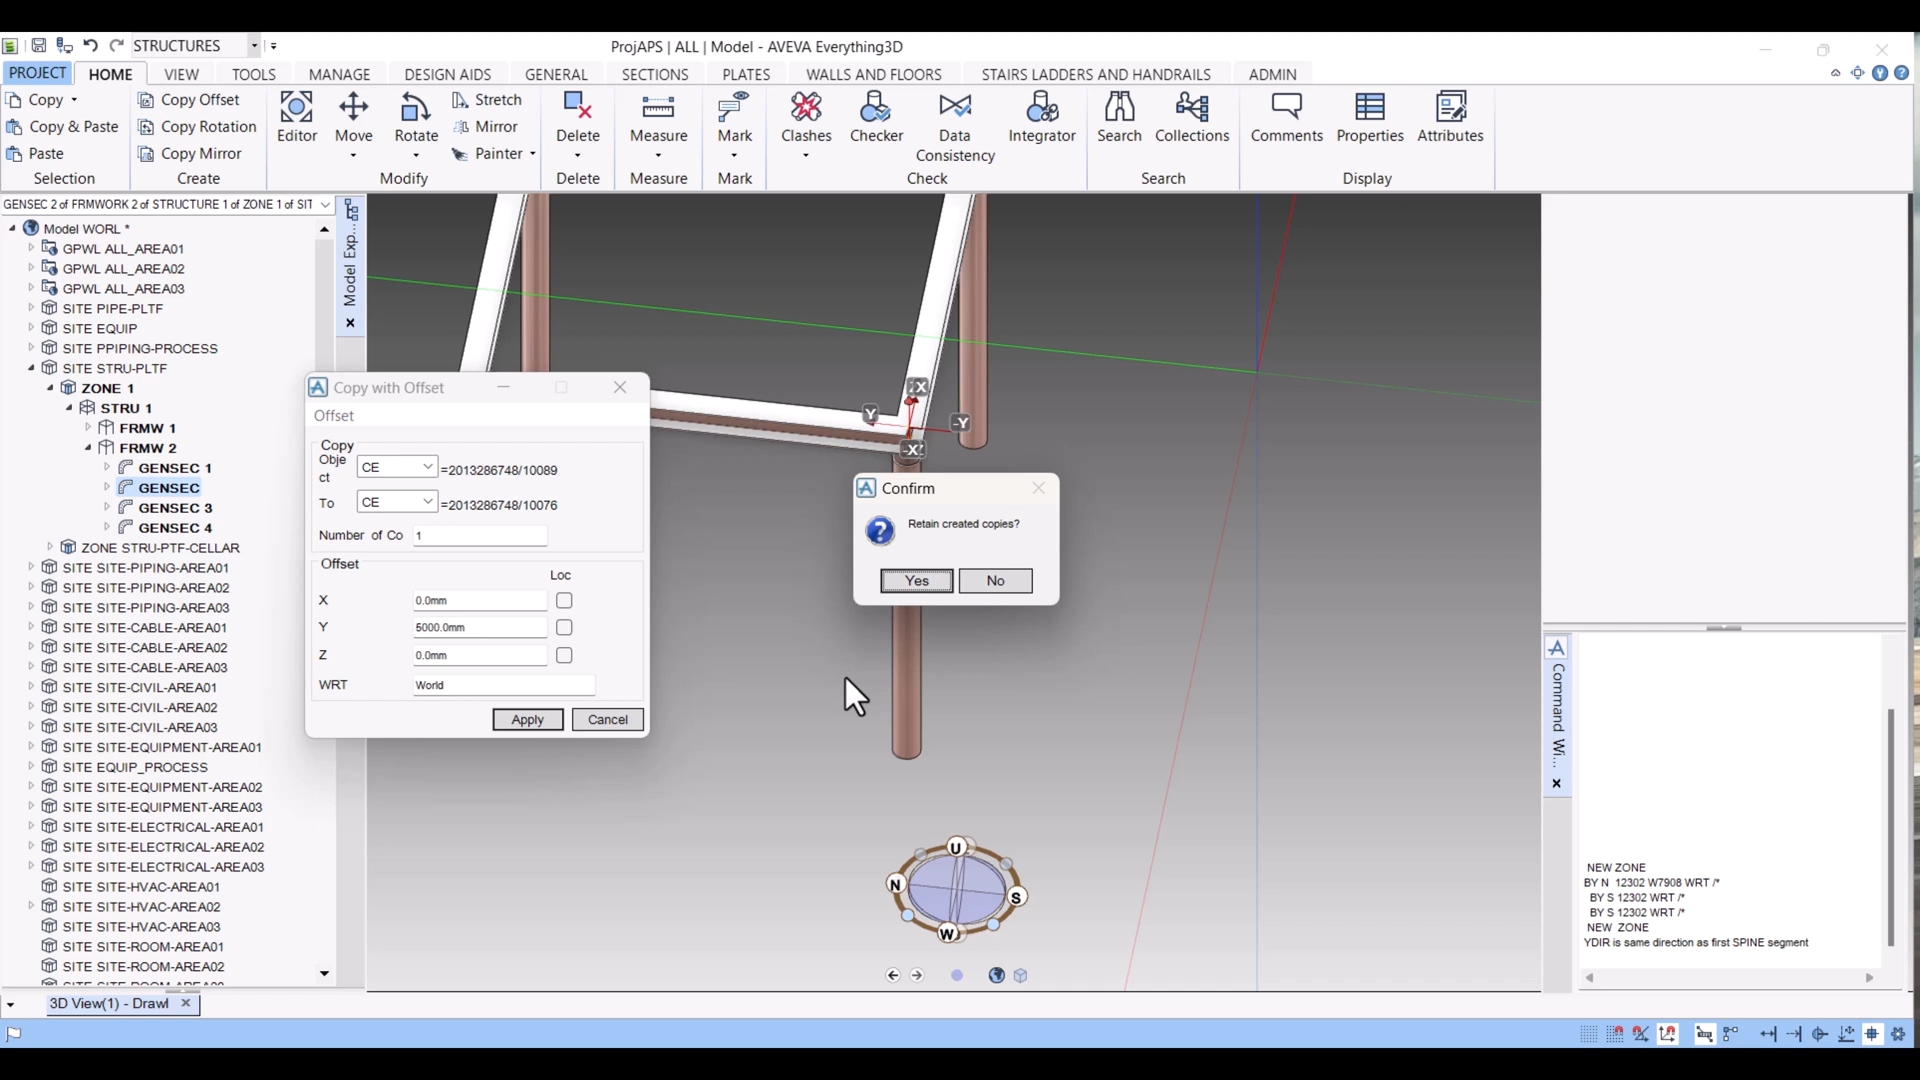 STRUCTURES
ProjAPS | ALL | Model - AVEVA Everything3D
PROJECT HOME VIEW TOOLS MANAGE DESIGN AIDS GENERAL SECTIONS PLATES WALLS AND FLOORS STAIRS LADDERS AND HANDRAILS ADMIN
Copy
Copy & Paste
Paste
Selection
Copy Offset
Copy Rotation
Copy Mirror
Create
Editor
Move
Rotate
Stretch
Mirror
Painter
Modify
Delete
Delete
Measure
Measure
Mark
Mark
Clashes
Checker
Data
Consistency
Integrator
Check
Search
Collections
Search
Comments
Properties
Attributes
Display
GENSEC 2 of FRMWORK 2 of STRUCTURE 1 of ZONE 1 of SIT
Model WORL *
GPWL ALL_AREA01
GPWL ALL_AREA02
GPWL ALL_AREA03
SITE PIPE-PLTF
SITE EQUIP
SITE PPIPING-PROCESS
SITE STRU-PLTF
ZONE 1
STRU 1
FRMW 1
FRMW 2
GENSEC 1
GENSEC
GENSEC 3
GENSEC 4
ZONE STRU-PTF-CELLAR
SITE SITE-PIPING-AREA01
SITE SITE-PIPING-AREA02
SITE SITE-PIPING-AREA03
SITE SITE-CABLE-AREA01
SITE SITE-CABLE-AREA02
SITE SITE-CABLE-AREA03
SITE SITE-CIVIL-AREA01
SITE SITE-CIVIL-AREA02
SITE SITE-CIVIL-AREA03
SITE SITE-EQUIPMENT-AREA01
SITE EQUIP_PROCESS
SITE SITE-EQUIPMENT-AREA02
SITE SITE-EQUIPMENT-AREA03
SITE SITE-ELECTRICAL-AREA01
SITE SITE-ELECTRICAL-AREA02
SITE SITE-ELECTRICAL-AREA03
SITE SITE-HVAC-AREA01
SITE SITE-HVAC-AREA02
SITE SITE-HVAC-AREA03
SITE SITE-ROOM-AREA01
SITE SITE-ROOM-AREA02
Model Exp...
Copy with Offset
Offset
Copy
Obje
ct
CE
=2013286748/10089
To
CE
=2013286748/10076
Number of Co 1
Offset
Loc
X 0.0mm
Y 5000.0mm
Z 0.0mm
WRT World
Apply Cancel
X
Y
-Y
-X
Confirm
Retain created copies?
Yes No
U
N
S
W
Command Wi...
NEW ZONE
BY N 12302 W7908 WRT /*
BY S 12302 WRT /*
BY S 12302 WRT /*
NEW ZONE
YDIR is same direction as first SPINE segment
3D View(1) - Drawl